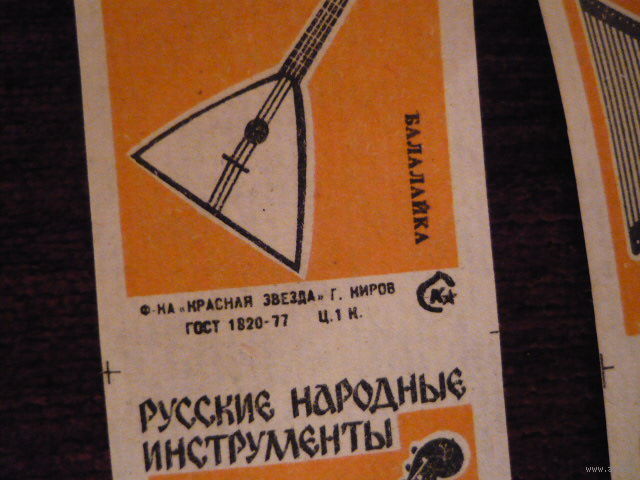 БАЛАЛАЙКА
Ф-КА «КРАСНАЯ ЗВЕЗДА» Г. КИРОВ
ГОСТ 1820-77 Ц.1 К.
РУССКИЕ НАРОДНЫЕ
ИНСТРУМЕНТЫ